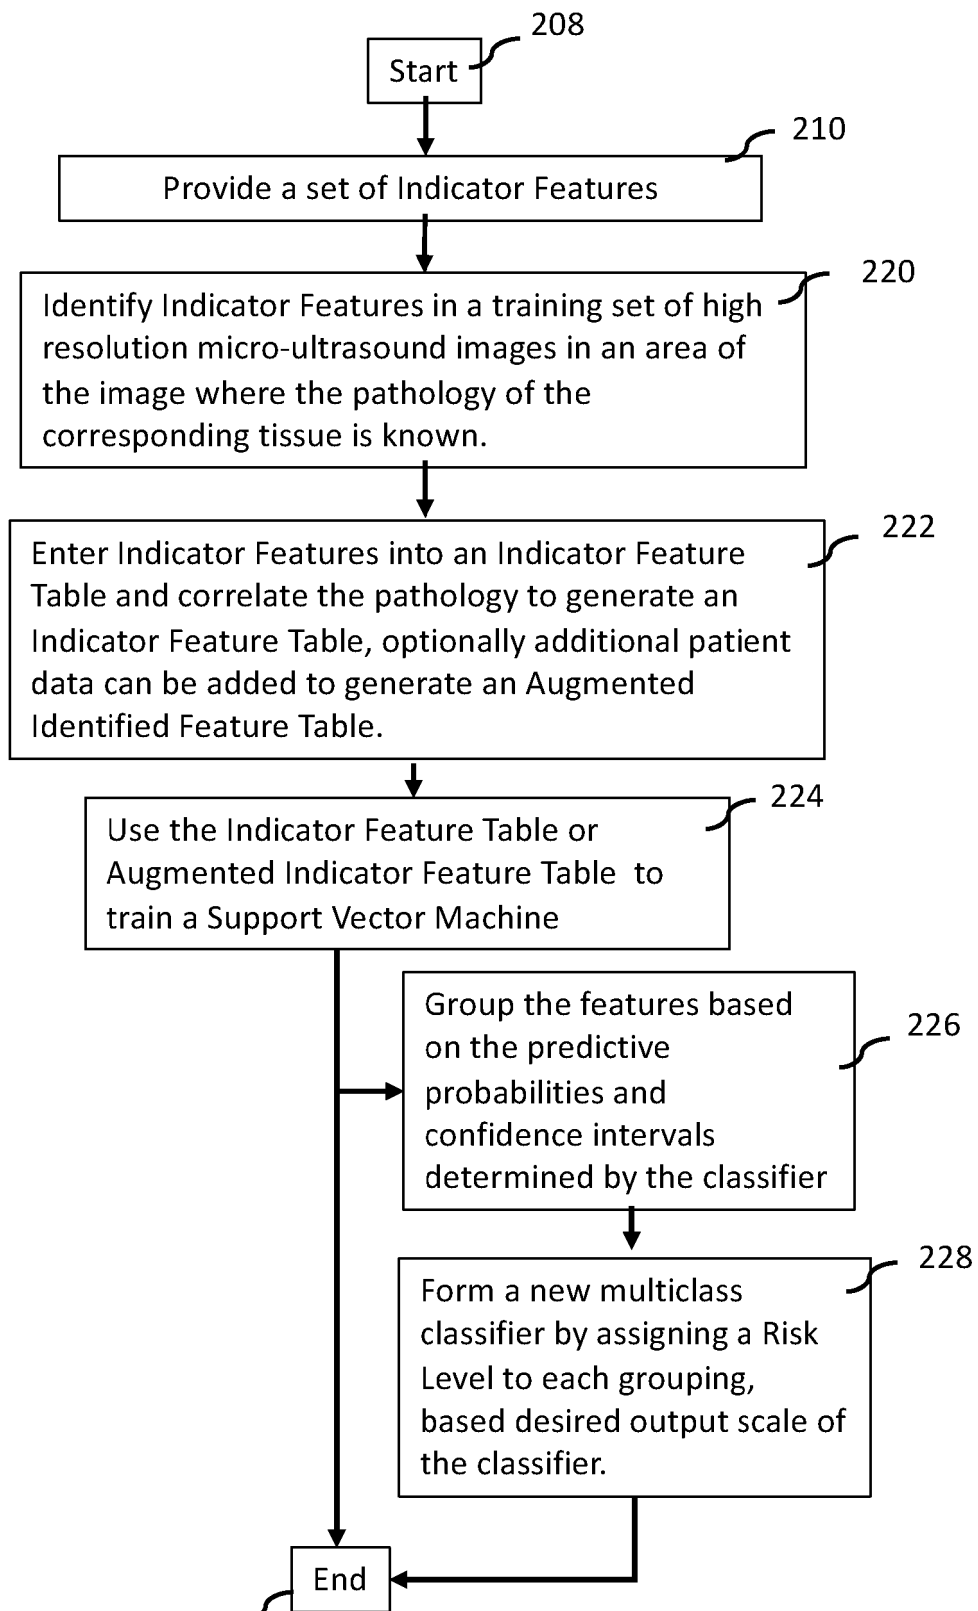 208
Start
210
Provide a set of Indicator Features
220
Identify Indicator Features in a training set of high
resolution micro-ultrasound images in an area of
the image where the pathology of the
corresponding tissue is known.
222
Enter Indicator Features into an Indicator Feature
Table and correlate the pathology to generate an
Indicator Feature Table, optionally additional patient
data can be added to generate an Augmented
Identified Feature Table.
224
Use the Indicator Feature Table or
Augmented Indicator Feature Table to
train a Support Vector Machine
226
Group the features based
on the predictive
probabilities and
confidence intervals
determined by the classifier
228
Form a new multiclass
classifier by assigning a Risk
Level to each grouping,
based desired output scale of
the classifier.
End